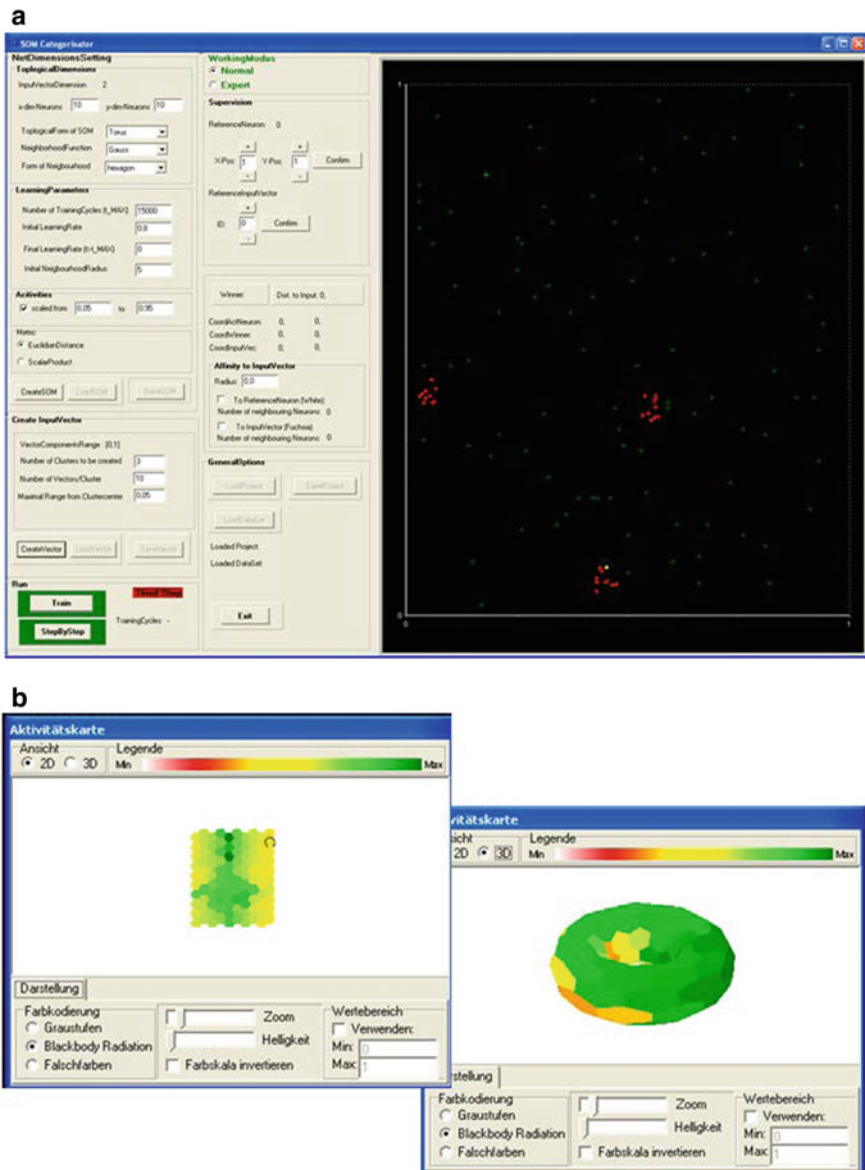 a
SOM Categorisator
NetDimensionsSetting
ToplogicalDimensions
InputVectorDimension 2
x-dim-Neurons 10 y-dim-Neurons 10
ToplogicalForm of SOM Torus
NeighborhoodFunction Gauss
Form of Neigbourhood hexagon
LearningParameters
Number of TrainingCycles (t_MAX) 15000
Initial LearningRate 0,8
Final LearningRate (t=t_MAX) 0
Initial NeigbourhoodRadius 5
Acitivities
scaled from 0,05 to 0,95
Metric
EuclidianDistance
ScalarProduct
CreateSOM LoadSOM SaveSOM
Create InputVector
VectorComponentsRange: [0,1]
Number of Clusters to be created 3
Number of Vectors/Cluster 10
Maximal Range from Clustercenter 0,05
CreateVector LoadVector SaveVector
Run
Train
StepByStep
TrainingCycles: -
WorkingModus
Normal
Expert
Supervision
ReferenceNeuron: 0
X-Pos: 1 Y-Pos: 1 Confirm
ReferenceInputVector
ID: 0 Confirm
Winner: Dist. to Input: 0,
CoordActNeuron: 0, 0,
CoordWinner: 0, 0,
CoordInputVec: 0, 0,
Affinity to InputVector
Radius: 0,0
To ReferenceNeuron (White):
Number of neighbouring Neurons: 0
To InputVector (Fuchsia)
Number of neighbouring Neurons: 0
GeneralOptions
LoadProject SaveProject
LoadDataSet
Loaded Project:
Loaded DataSet:
Exit
1
0
0
1
b
Aktivitätskarte
Ansicht Legende
2D 3D Min Max
Darstellung
Farbkodierung
Graustufen
Blackbody Radiation
Falschfarben
Zoom
Helligkeit
Farbskala invertieren
Wertebereich
Verwenden:
Min: 0
Max: 1
vitätskarte
sicht Legende
2D 3D Min Max
rstellung
Farbkodierung
Graustufen
Blackbody Radiation
Falschfarben
Zoom
Helligkeit
Farbskala invertieren
Wertebereich
Verwenden:
Min: 0
Max: 1